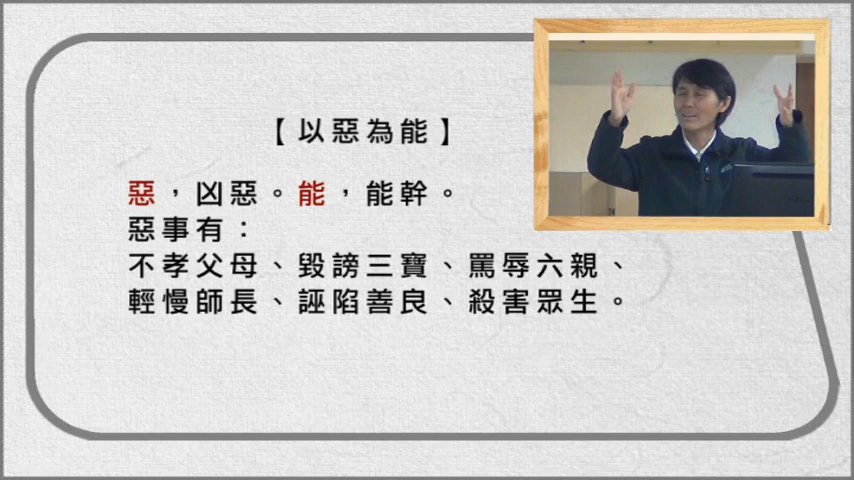 【以惡為能】
惡，凶惡。能，能幹。
惡事有：
不孝父母、毀謗三寶、罵辱六親、
輕慢師長、誣陷善良、殺害眾生。